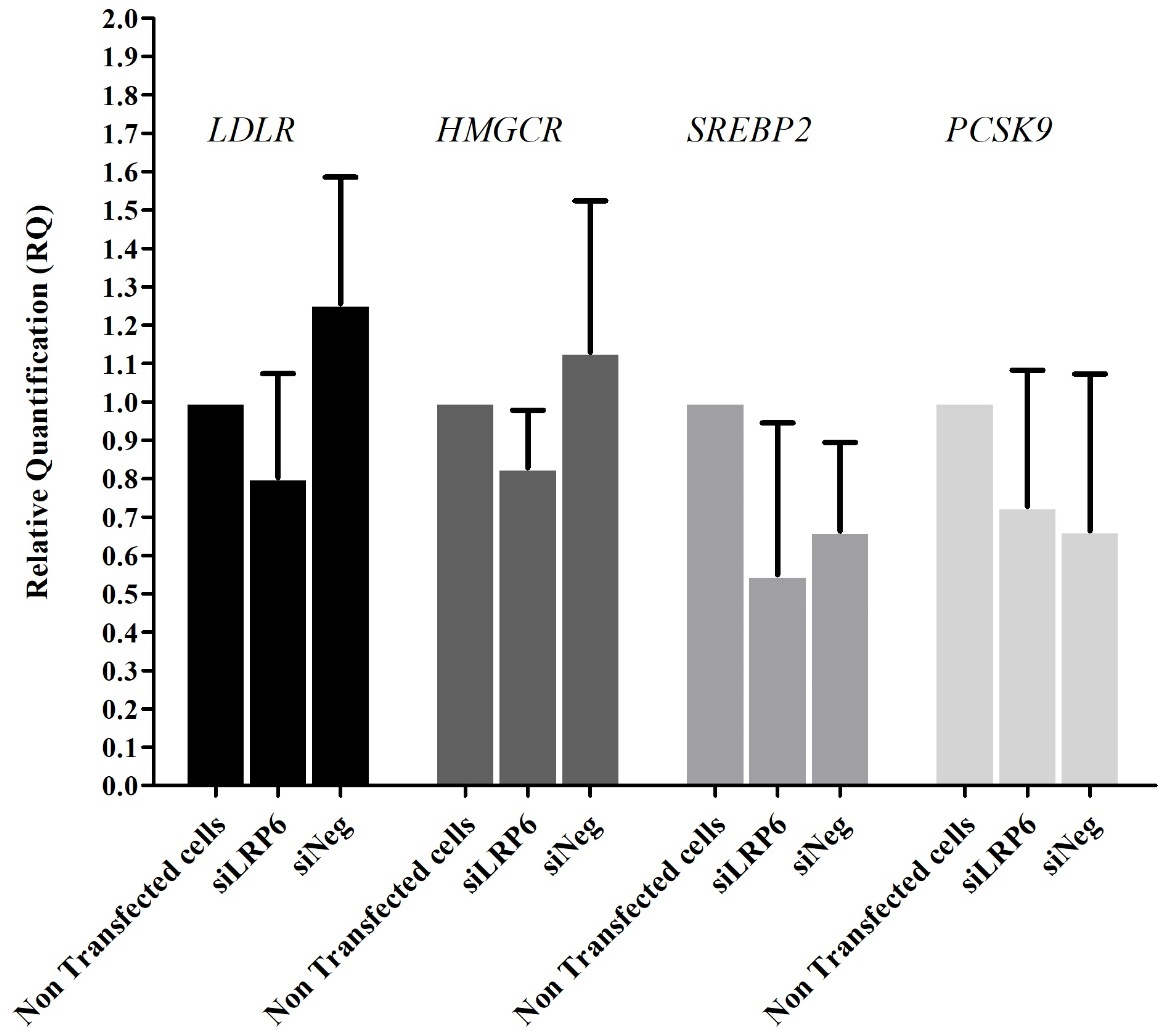 Relative Quantification (RQ)
2.0
1.9
1.8
1.7
1.6
1.5
1.4
1.3
1.2
1.1
1.0
0.9
0.8
0.7
0.6
0.5
0.4
0.3
0.2
0.1
0.0
LDLR
HMGCR
SREBP2
PCSK9
Non Transfected cells
siLRP6
siNeg
Non Transfected cells
siLRP6
siNeg
Non Transfected cells
siLRP6
siNeg
Non Transfected cells
siLRP6
siNeg